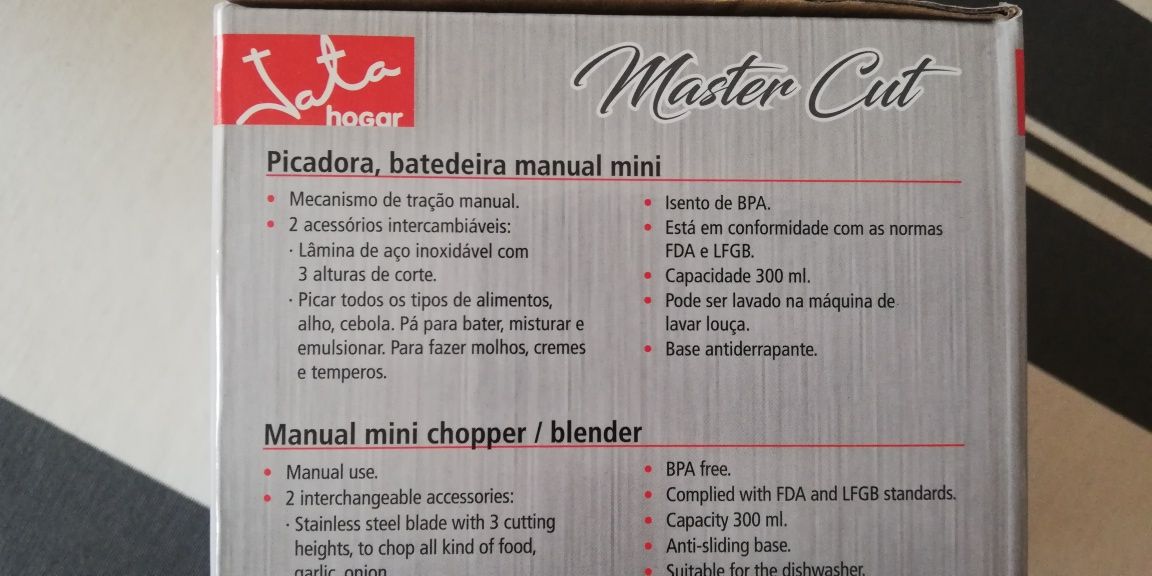 Jata
hogar
Master Cut
Picadora, batedeira manual mini
• Mecanismo de tração manual.
• 2 acessórios intercambiáveis:
· Lâmina de aço inoxidável com
3 alturas de corte.
· Picar todos os tipos de alimentos,
alho, cebola. Pá para bater, misturar e
emulsionar. Para fazer molhos, cremes
e temperos.
• Isento de BPA.
• Está em conformidade com as normas
FDA e LFGB.
• Capacidade 300 ml.
• Pode ser lavado na máquina de
lavar louça.
• Base antiderrapante.
Manual mini chopper / blender
• Manual use.
• 2 interchangeable accessories:
· Stainless steel blade with 3 cutting
heights, to chop all kind of food,
garlic, onion
• BPA free.
• Complied with FDA and LFGB standards.
• Capacity 300 ml.
• Anti-sliding base.
• Suitable for the dishwasher.